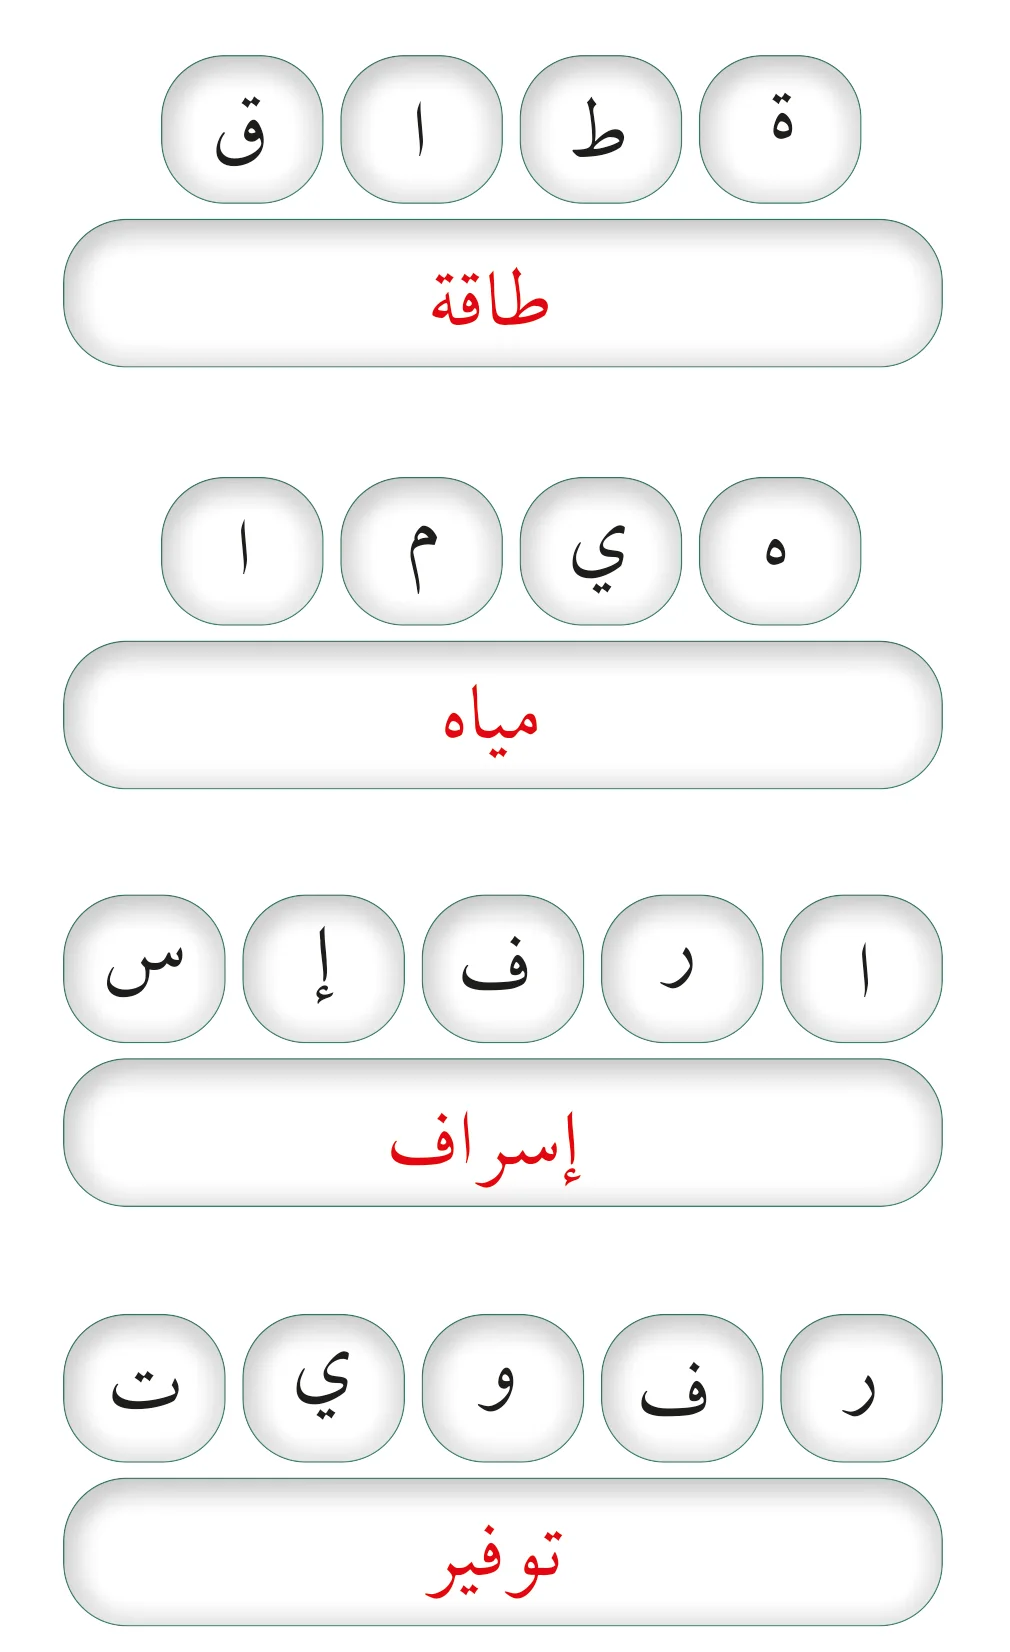 ة ط ا ق
طاقة
ه ي م ا
مياه
ا ر ف إ س
إسراف
ر ف و ي ت
توفير